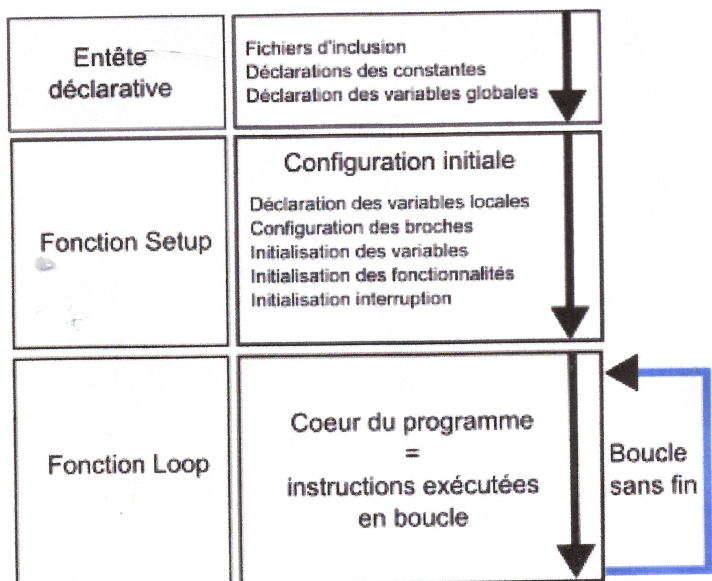 Entête
déclarative
Fichiers d'inclusion
Déclarations des constantes
Déclaration des variables globales
Fonction Setup
Configuration initiale
Déclaration des variables locales
Configuration des broches
Initialisation des variables
Initialisation des fonctionnalités
Initialisation interruption
Fonction Loop
Coeur du programme
=
instructions exécutées
en boucle
Boucle
sans fin